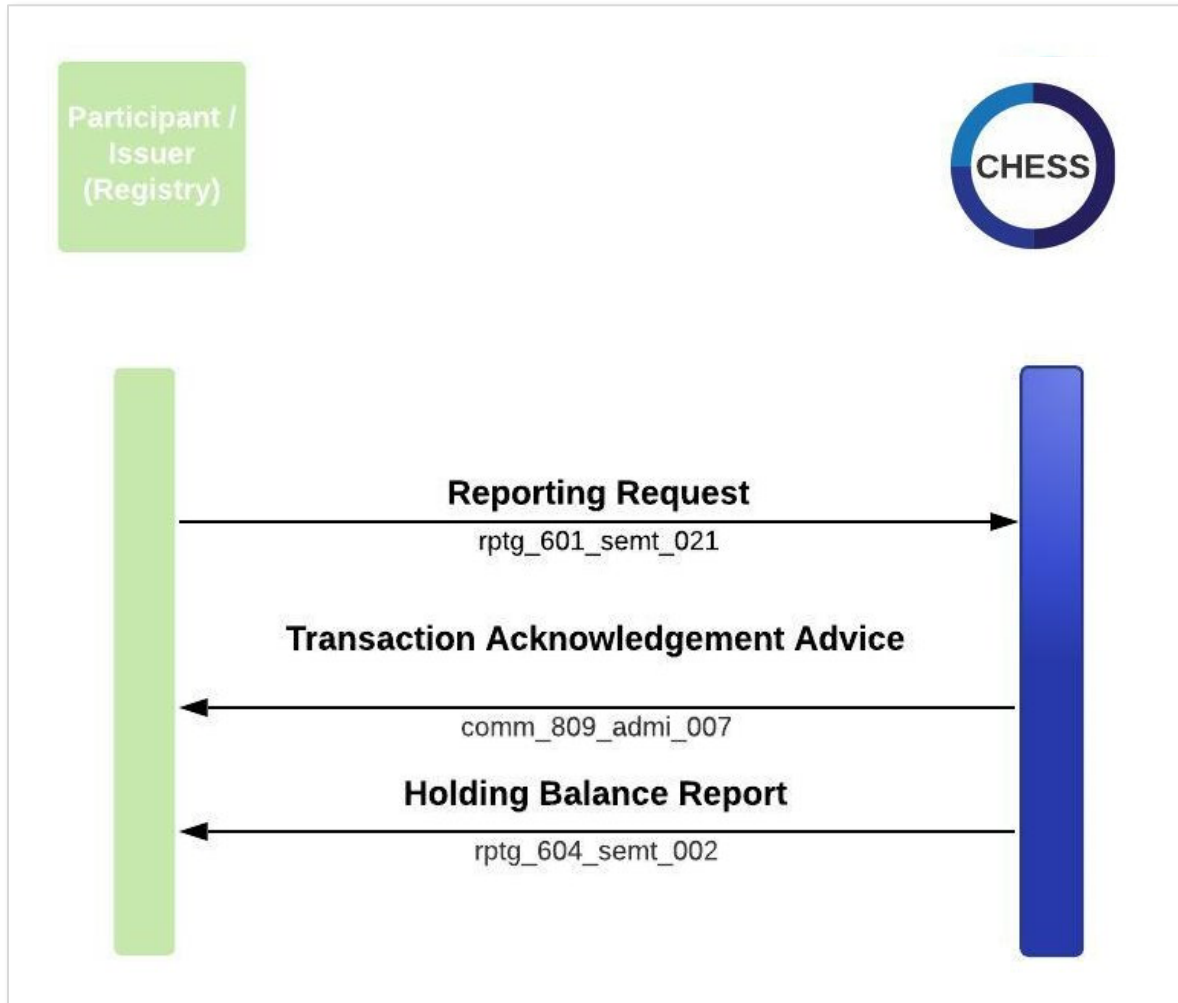 Participant /
Issuer
(Registry)
CHESS
Reporting Request
rptg_601_semt_021
Transaction Acknowledgement Advice
comm_809_admi_007
Holding Balance Report
rptg_604_semt_002